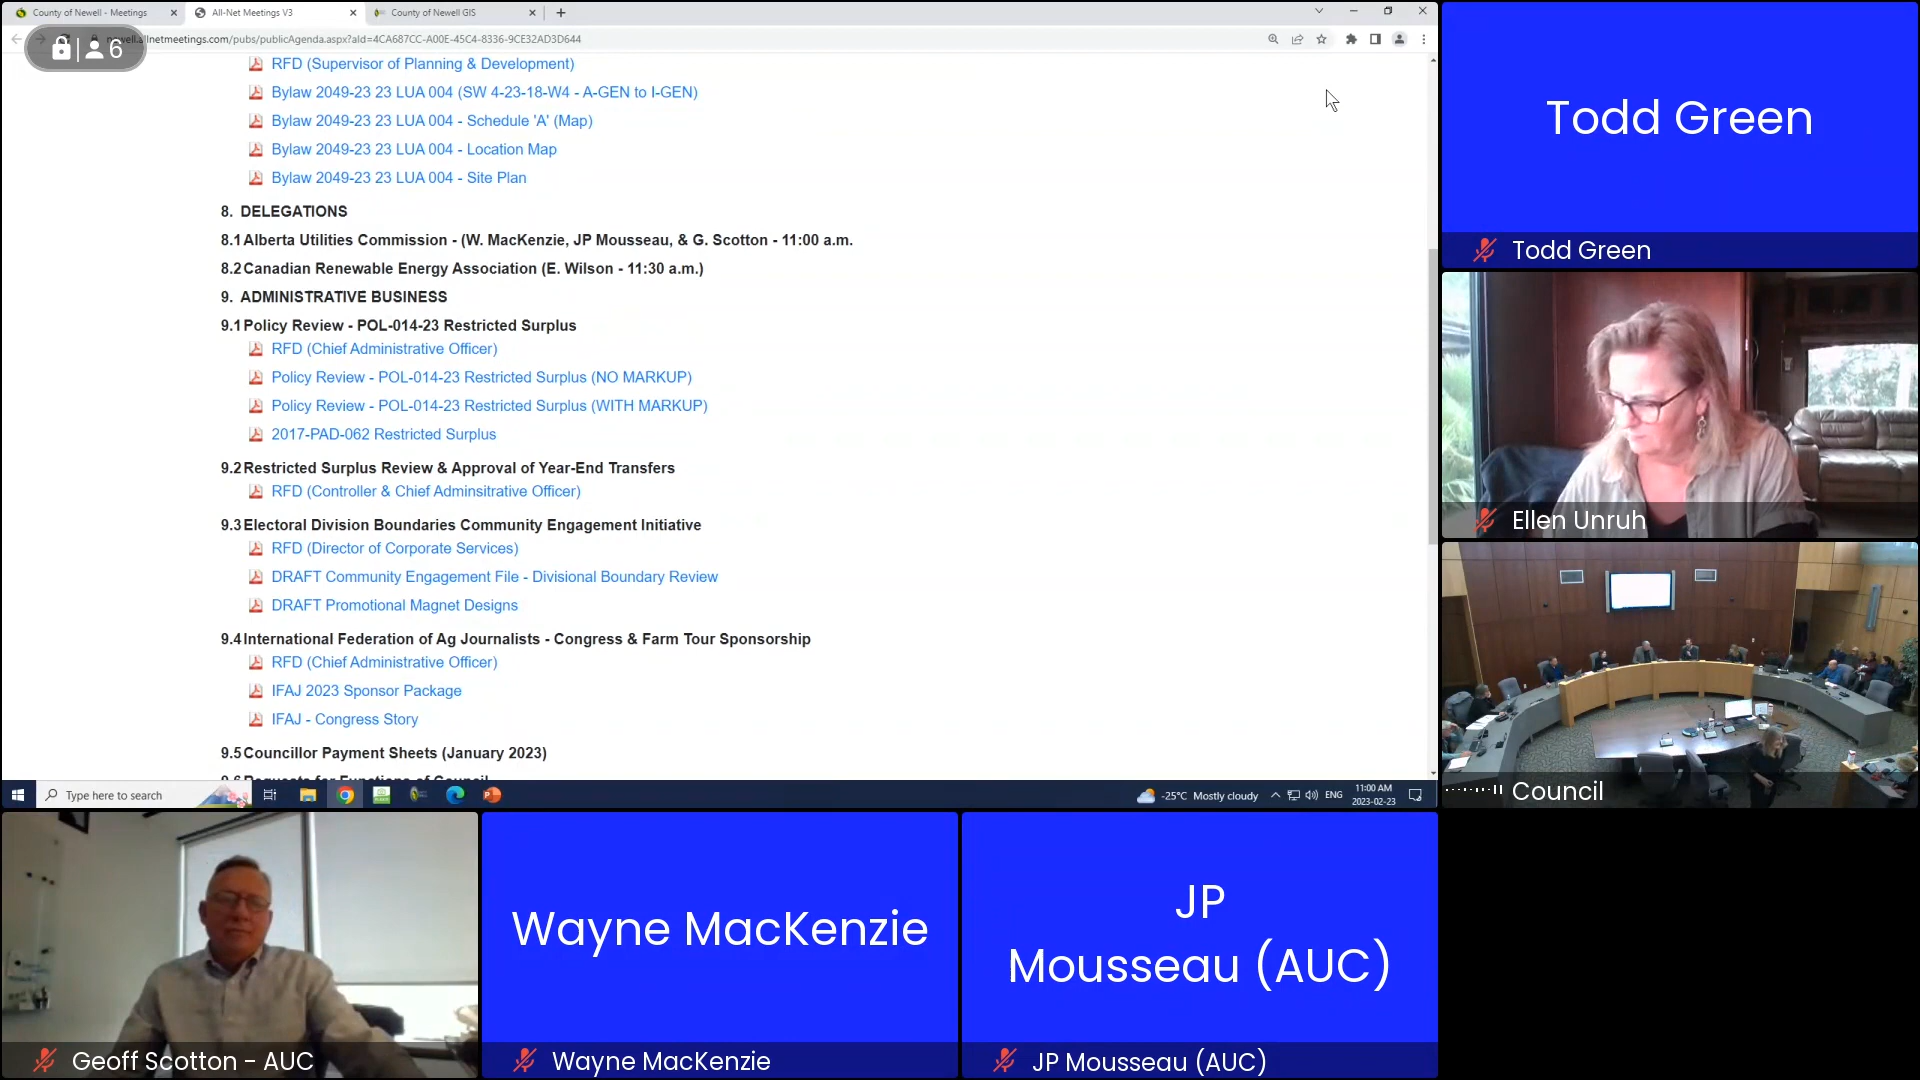 County of Newell - Meetings
All-Net Meetings V3
County of Newell GIS
6
allnetmeetings.com/pubs/publicAgenda.aspx?aId=4CA687CC-A00E-45C4-8336-9CE32AD3D644
RFD (Supervisor of Planning & Development)
Bylaw 2049-23 23 LUA 004 (SW 4-23-18-W4 - A-GEN to I-GEN)
Bylaw 2049-23 23 LUA 004 - Schedule 'A' (Map)
Bylaw 2049-23 23 LUA 004 - Location Map
Bylaw 2049-23 23 LUA 004 - Site Plan
8. DELEGATIONS
8.1 Alberta Utilities Commission - (W. MacKenzie, JP Mousseau, & G. Scotton - 11:00 a.m.
8.2 Canadian Renewable Energy Association (E. Wilson - 11:30 a.m.)
9. ADMINISTRATIVE BUSINESS
9.1 Policy Review - POL-014-23 Restricted Surplus
RFD (Chief Administrative Officer)
Policy Review - POL-014-23 Restricted Surplus (NO MARKUP)
Policy Review - POL-014-23 Restricted Surplus (WITH MARKUP)
2017-PAD-062 Restricted Surplus
9.2 Restricted Surplus Review & Approval of Year-End Transfers
RFD (Controller & Chief Adminsitrative Officer)
9.3 Electoral Division Boundaries Community Engagement Initiative
RFD (Director of Corporate Services)
DRAFT Community Engagement File - Divisional Boundary Review
DRAFT Promotional Magnet Designs
9.4 International Federation of Ag Journalists - Congress & Farm Tour Sponsorship
RFD (Chief Administrative Officer)
IFAJ 2023 Sponsor Package
IFAJ - Congress Story
9.5 Councillor Payment Sheets (January 2023)
9.6 Requests for Functions of Council
Type here to search
-25°C Mostly cloudy
ENG
11:00 AM
2023-02-23
Todd Green
Todd Green
Ellen Unruh
Council
Geoff Scotton - AUC
Wayne MacKenzie
Wayne MacKenzie
JP
Mousseau (AUC)
JP Mousseau (AUC)